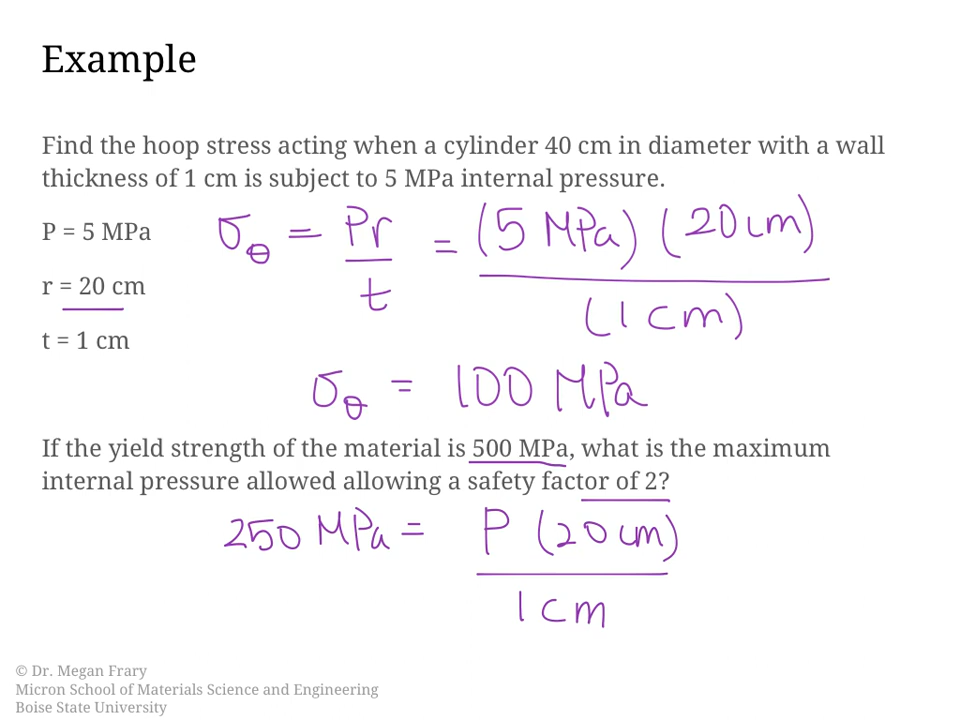 Example
Find the hoop stress acting when a cylinder 40 cm in diameter with a wall
thickness of 1 cm is subject to 5 MPa internal pressure.
P = 5 MPa
r = 20 cm
t = 1 cm
σθ = Pr/t = (5 MPa)(20 cm)/(1 cm)
σθ = 100 MPa
If the yield strength of the material is 500 MPa, what is the maximum
internal pressure allowed allowing a safety factor of 2?
250 MPa = P(20 cm)/1 cm
© Dr. Megan Frary
Micron School of Materials Science and Engineering
Boise State University